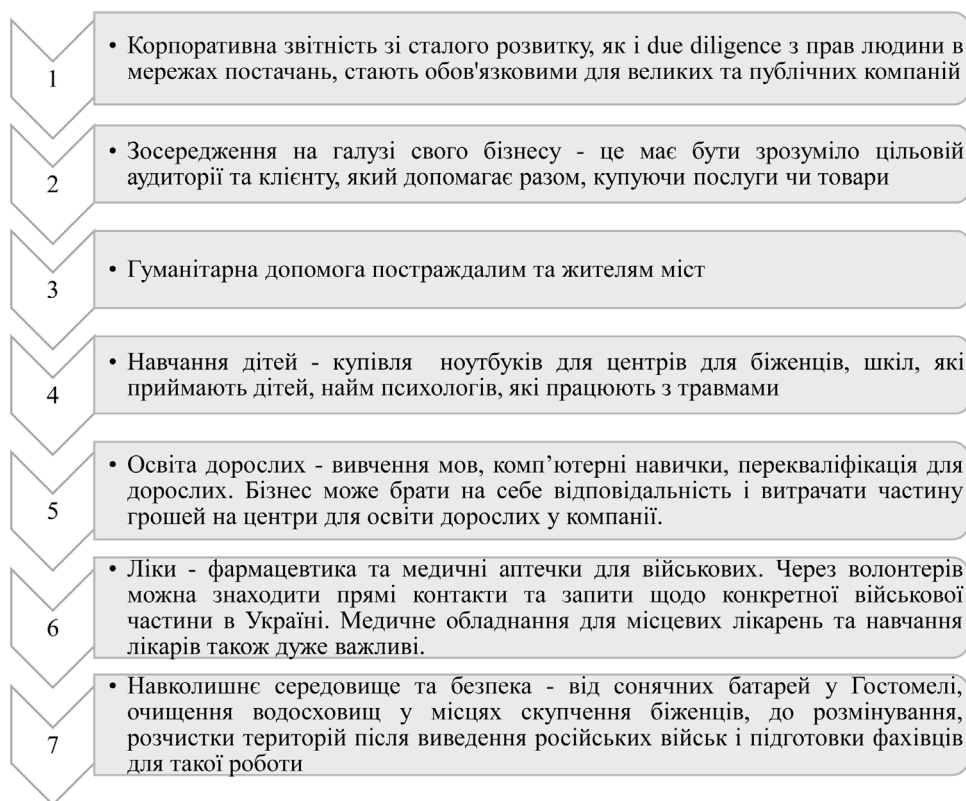 1
• Корпоративна звітність зі сталого розвитку, як і due diligence з прав людини в
мережах постачань, стають обов'язковими для великих та публічних компаній
2
• Зосередження на галузі свого бізнесу - це має бути зрозуміло цільовій
аудиторії та клієнту, який допомагає разом, купуючи послуги чи товари
3
• Гуманітарна допомога постраждалим та жителям міст
4
• Навчання дітей - купівля ноутбуків для центрів для біженців, шкіл, які
приймають дітей, найм психологів, які працюють з травмами
5
• Освіта дорослих - вивчення мов, комп’ютерні навички, перекваліфікація для
дорослих. Бізнес може брати на себе відповідальність і витрачати частину
грошей на центри для освіти дорослих у компанії.
6
• Ліки - фармацевтика та медичні аптечки для військових. Через волонтерів
можна знаходити прямі контакти та запити щодо конкретної військової
частини в Україні. Медичне обладнання для місцевих лікарень та навчання
лікарів також дуже важливі.
7
• Навколишнє середовище та безпека - від сонячних батарей у Гостомелі,
очищення водосховищ у місцях скупчення біженців, до розмінування,
розчистки територій після виведення російських військ і підготовки фахівців
для такої роботи